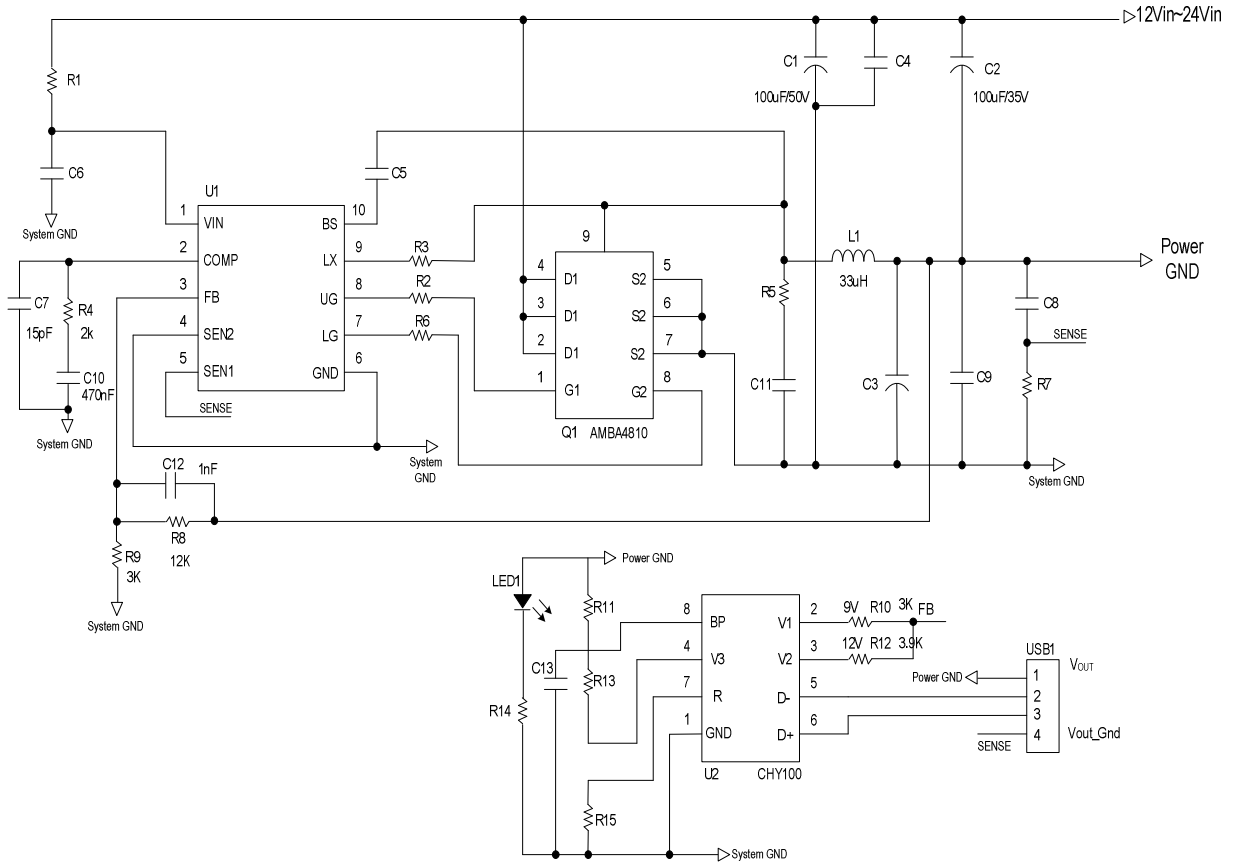 12Vin~24Vin
R1
C1
100uF/50V
C4
C2
100uF/35V
C6
System GND
C5
U1
1 VIN BS 10
2 COMP LX 9
3 FB UG 8
4 SEN2 LG 7
5 SEN1 GND 6
SENSE
R3
R2
R6
C7
15pF
R4
2k
C10
470nF
System GND
System
GND
9
4 D1 S2 5
3 D1 S2 6
2 D1 S2 7
1 G1 G2 8
Q1 AMBA4810
L1
33uH
Power
GND
R5
C11
C3
C9
C8
SENSE
R7
System GND
C12 1nF
R8
12K
R9
3K
System GND
Power GND
LED1
R11
C13
R13
R14
R15
8 BP V1 2
4 V3 V2 3
7 R D- 5
1 GND D+ 6
U2 CHY100
9V R10 3K FB
12V R12 3.9K
USB1
Power GND 1 VOUT
2
3
SENSE 4 Vout_Gnd
System GND